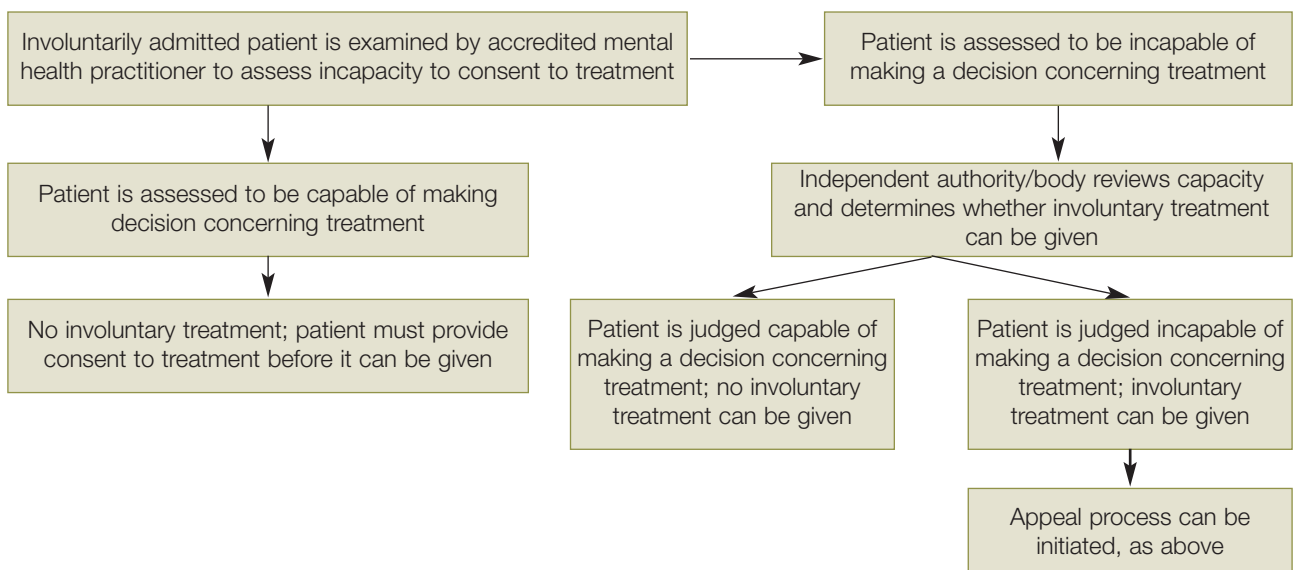 Involuntarily admitted patient is examined by accredited mental
health practitioner to assess incapacity to consent to treatment
Patient is assessed to be incapable of
making a decision concerning treatment
Patient is assessed to be capable of making
decision concerning treatment
Independent authority/body reviews capacity
and determines whether involuntary treatment
can be given
No involuntary treatment; patient must provide
consent to treatment before it can be given
Patient is judged capable of
making a decision concerning
treatment; no involuntary
treatment can be given
Patient is judged incapable of
making a decision concerning
treatment; involuntary
treatment can be given
Appeal process can be
initiated, as above